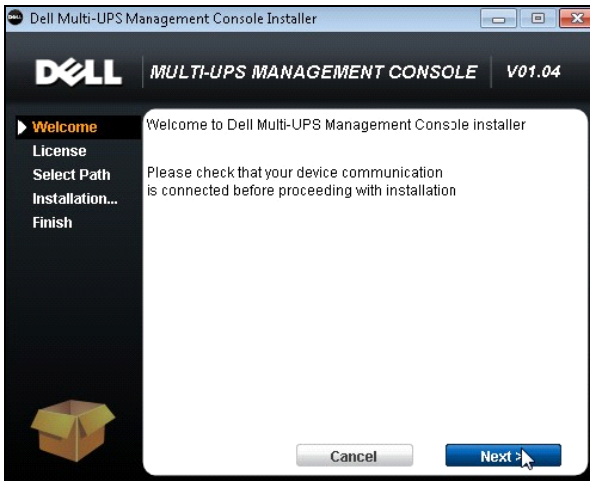 Dell Multi-UPS Management Console Installer
DELL
MULTI-UPS MANAGEMENT CONSOLE
V01.04
Welcome
License
Select Path
Installation...
Finish
Welcome to Dell Multi-UPS Management Console installer
Please check that your device communication
is connected before proceeding with installation
Cancel
Next >